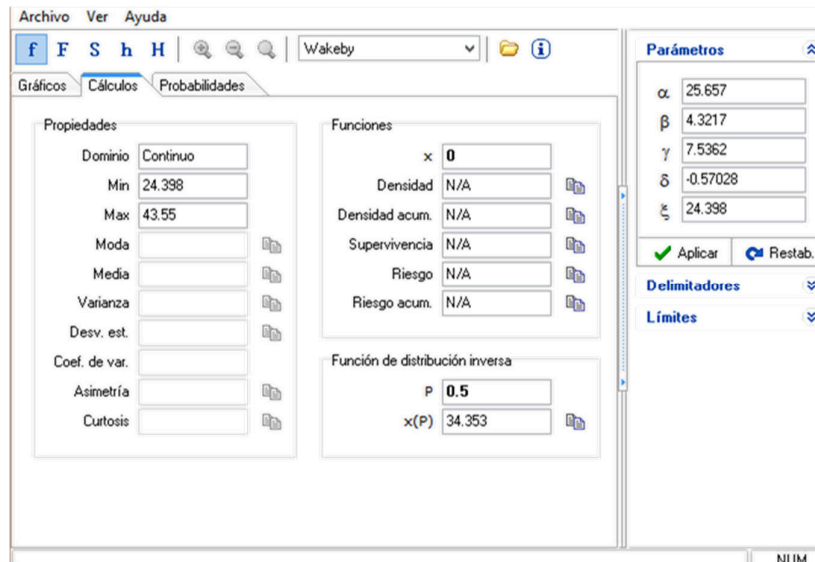 Archivo Ver Ayuda
f F S h H Wakeby
Gráficos Cálculos Probabilidades
Propiedades
Dominio Continuo
Min 24.398
Max 43.55
Moda
Media
Varianza
Desv. est.
Coef. de var.
Asimetría
Curtosis
Funciones
x 0
Densidad N/A
Densidad acum. N/A
Supervivencia N/A
Riesgo N/A
Riesgo acum. N/A
Función de distribución inversa
P 0.5
x(P) 34.353
Parámetros
α 25.657
β 4.3217
γ 7.5362
δ -0.57028
ξ 24.398
Aplicar Restab.
Delimitadores
Límites
NUM